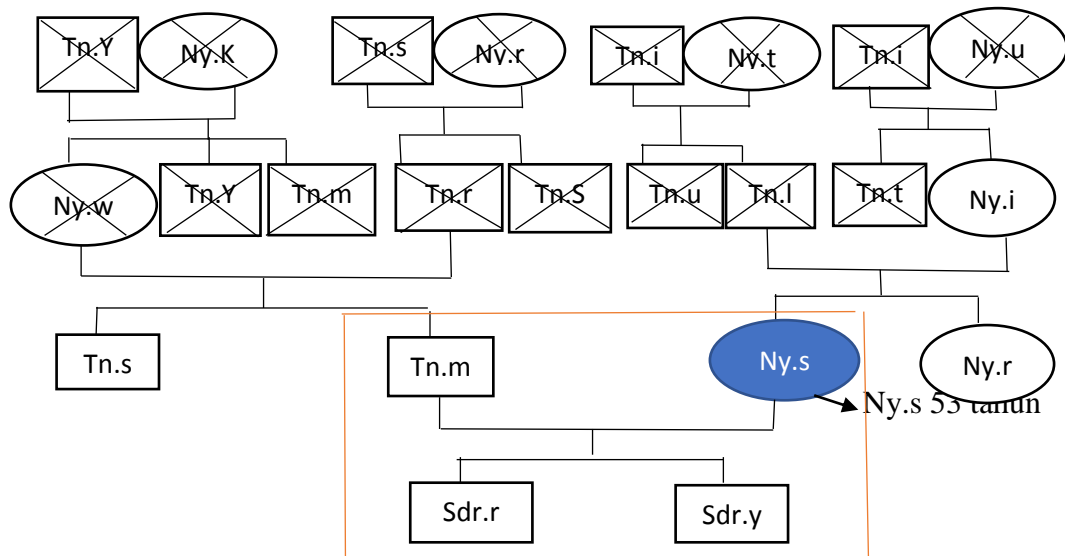 Tn.Y Ny.K Tn.s Ny.r Tn.i Ny.t Tn.i Ny.u
Ny.w Tn.Y Tn.m Tn.r Tn.S Tn.u Tn.I Tn.t Ny.i
Tn.s Tn.m Ny.s Ny.r
Ny.s 53 tahun
Sdr.r Sdr.y